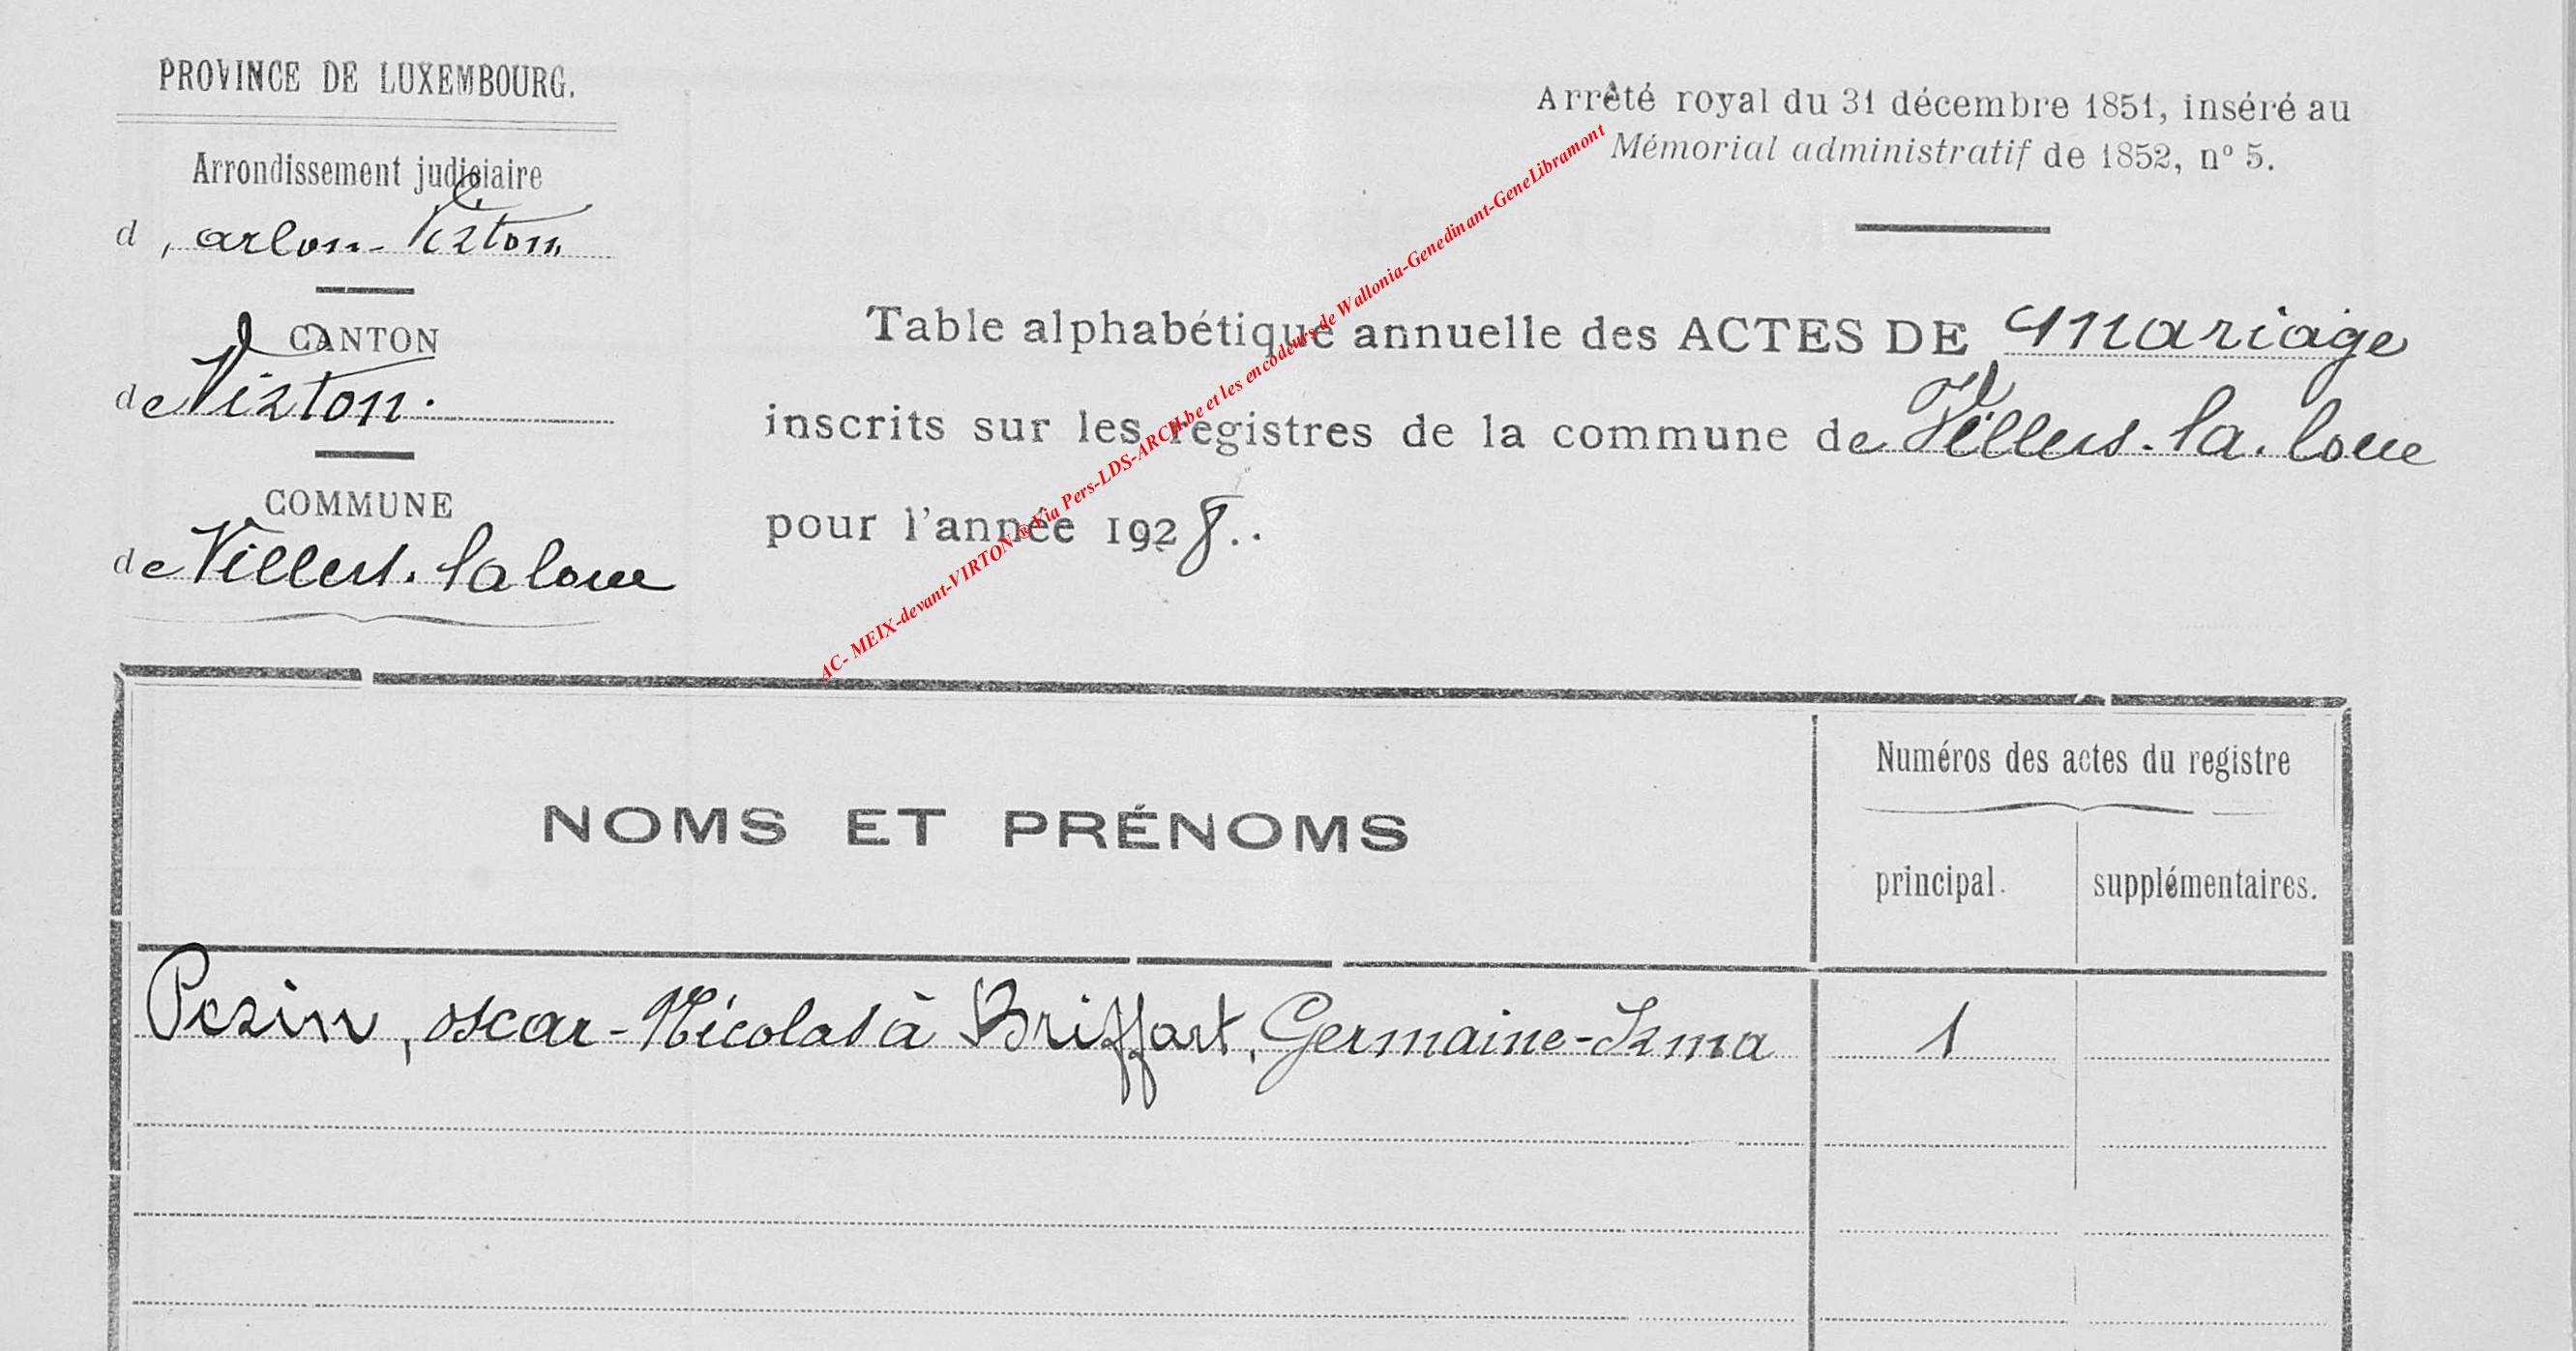 PROVINCE DE LUXEMBOURG.
Arrondissement judiciaire
d, arlon-Virton
CANTON
de Virton.
COMMUNE
de Villers.la loue
Arrêté royal du 31 décembre 1851, inséré au
Mémorial administratif de 1852, nº 5.
Table alphabétique annuelle des ACTES DE Mariage
inscrits sur les registres de la commune de Villers.la.loue
pour l'année 1928..
AC- MEIX-devant-VIRTON ® Via Pers-LDS-ARCH.be et les encodeurs de Wallonia-Genedinant-GeneLibramont
NOMS ET PRÉNOMS
Numéros des actes du registre
principal.
supplémentaires.
Perin, oscar-Nicolas à Briffart, Germaine-Irma
1